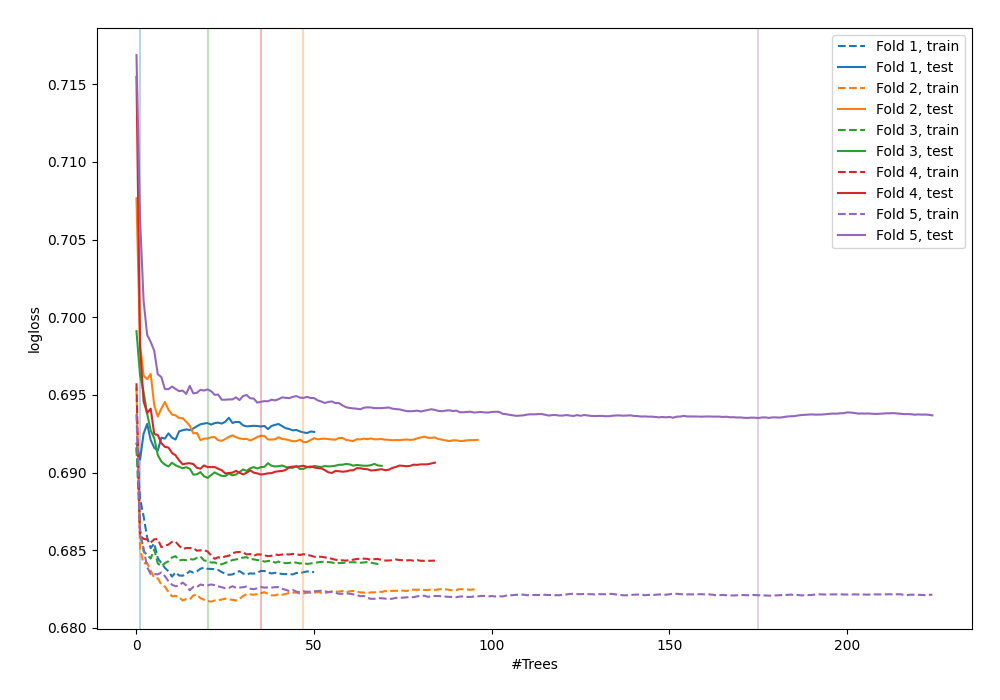 Fold 1, train
Fold 1, test
Fold 2, train
Fold 2, test
Fold 3, train
Fold 3, test
Fold 4, train
Fold 4, test
Fold 5, train
Fold 5, test
logloss
0.715
0.710
0.705
0.700
0.695
0.690
0.685
0.680
0 50 100 150 200
#Trees